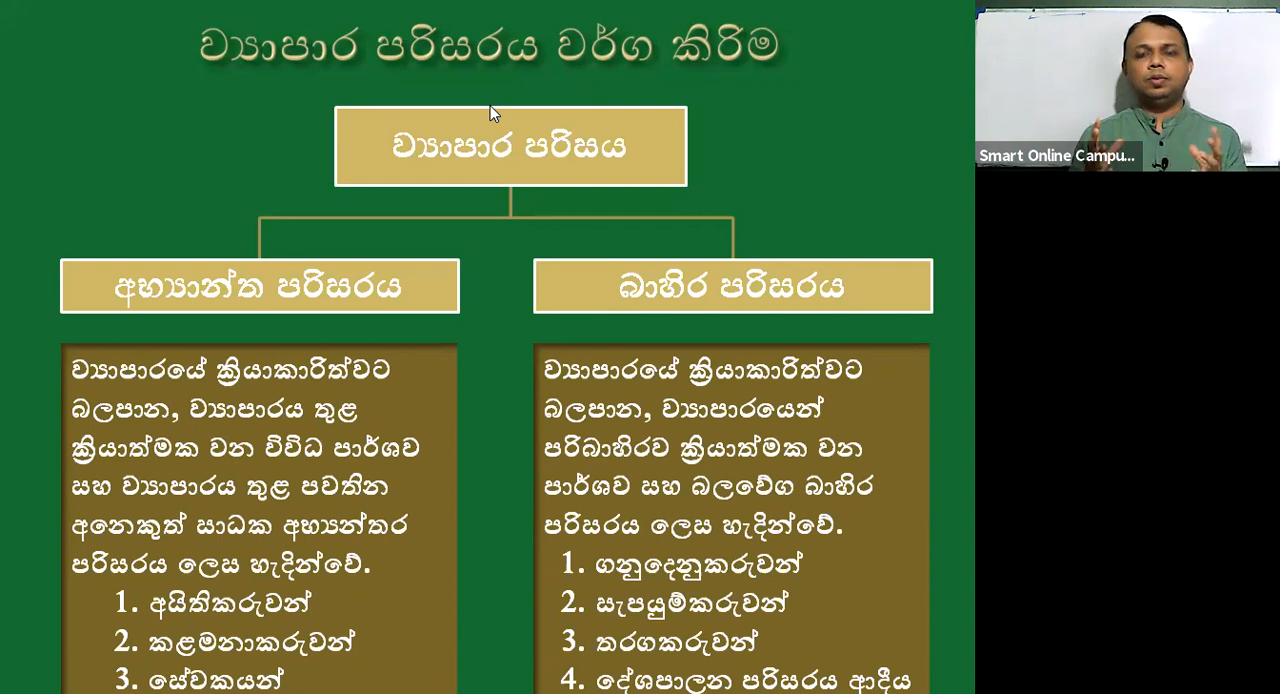 ව්‍යාපාර පරිසරය වර්ග කිරිම
ව්‍යාපාර පරිසය
අභ්‍යාන්ත පරිසරය
ව්‍යාපාරයේ ක්‍රියාකාරිත්වට
බලපාන, ව්‍යාපාරය තුළ
ක්‍රියාත්මක වන විවිධ පාර්ශව
සහ ව්‍යාපාරය තුළ පවතින
අනෙකුත් සාධක අභ්‍යන්තර
පරිසරය ලෙස හැදින්වේ.
1. අයිතිකරුවන්
2. කළමනාකරුවන්
3. සේවකයන්
බාහිර පරිසරය
ව්‍යාපාරයේ ක්‍රියාකාරිත්වට
බලපාන, ව්‍යාපාරයෙන්
පරිබාහිරව ක්‍රියාත්මක වන
පාර්ශව සහ බලවේග බාහිර
පරිසරය ලෙස හැදින්වේ.
1. ගනුදෙනුකරුවන්
2. සැපයුම්කරුවන්
3. තරගකරුවන්
4. දේශපාලන පරිසරය ආදීය
Smart Online Campu...